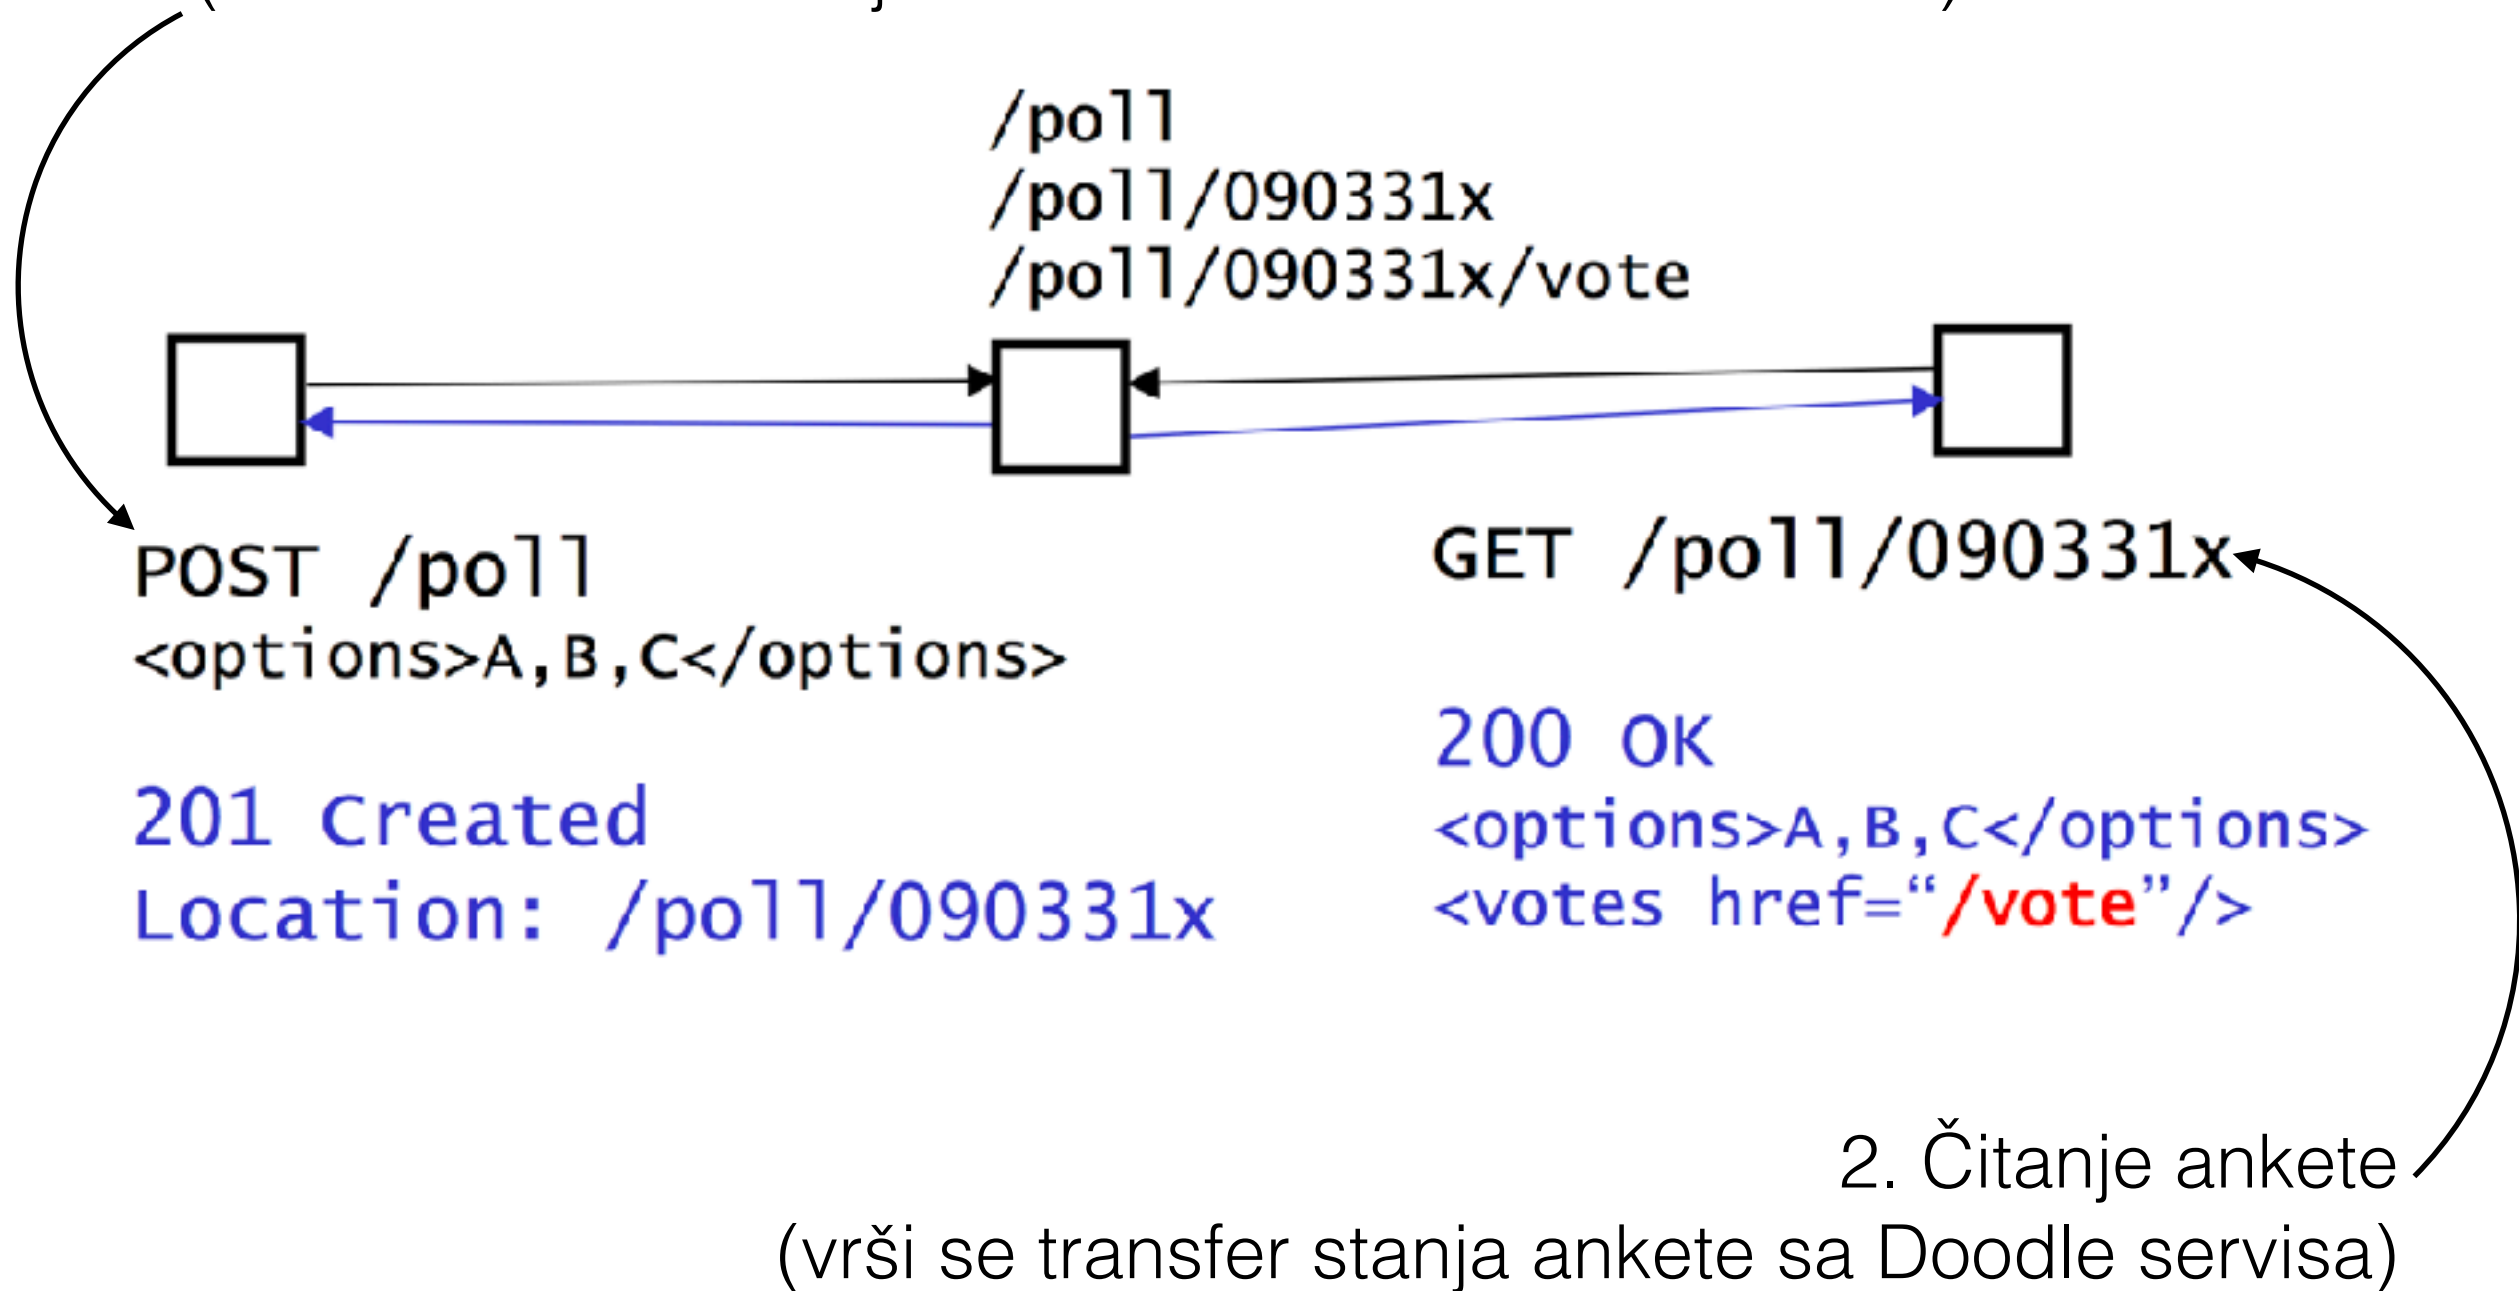 /poll
/poll/090331x
/poll/090331x/vote
POST /poll
<options>A,B,C</options>
201 Created
Location: /poll/090331x
GET /poll/090331x
200 OK
<options>A,B,C</options>
<votes href=“/vote”/>
2. Čitanje ankete
(vrši se transfer stanja ankete sa Doodle servisa)